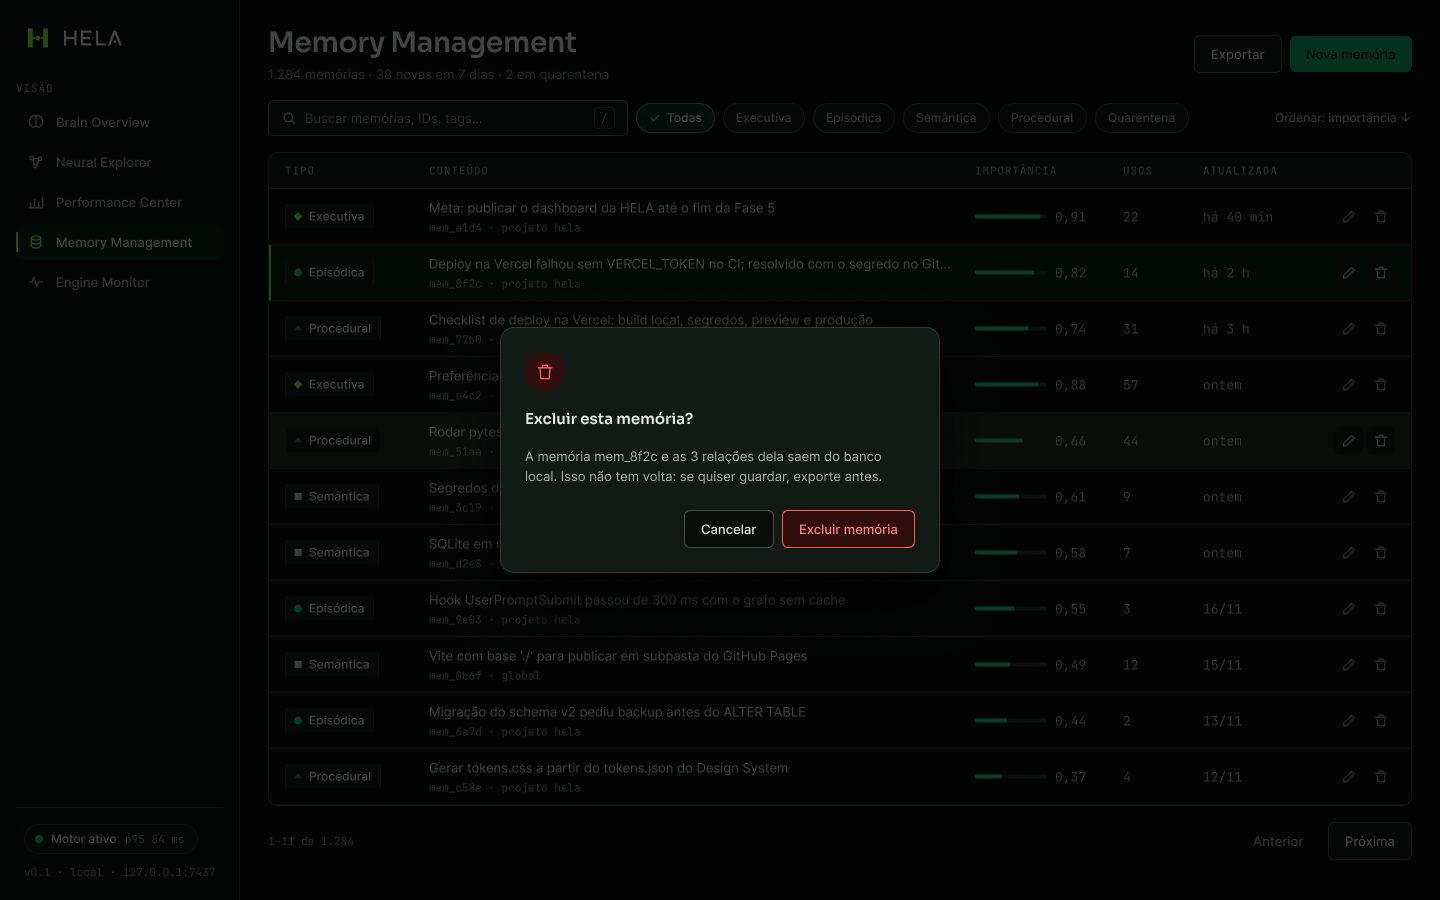 HELA
VISÃO
Brain Overview
Neural Explorer
Performance Center
Memory Management
Engine Monitor
Motor ativo p95 84 ms
v0.1 · local · 127.0.0.1:7437
Memory Management
1.284 memórias · 38 novas em 7 dias · 2 em quarentena
Exportar
Nova memória
Buscar memórias, IDs, tags... /
Todas
Executiva
Episódica
Semântica
Procedural
Quarentena
Ordenar: importância ↓
TIPO CONTEÚDO IMPORTÂNCIA USOS ATUALIZADA
Executiva Meta: publicar o dashboard da HELA até o fim da Fase 5 0,91 22 há 40 min
mem_a1d4 · projeto hela
Episódica Deploy na Vercel falhou sem VERCEL_TOKEN no CI; resolvido com o segredo no Git... 0,82 14 há 2 h
mem_8f2c · projeto hela
Procedural Checklist de deploy na Vercel: build local, segredos, preview e produção 0,74 31 há 3 h
mem_77b0 ·
Executiva Preferência 0,88 57 ontem
mem_e4c2 ·
Procedural Rodar pytes 0,66 44 ontem
mem_51aa ·
Semântica Segredos d 0,61 9 ontem
mem_3c19 ·
Semântica SQLite em 0,58 7 ontem
mem_d2e8 ·
Episódica Hook UserPromptSubmit passou de 300 ms com o grafo sem cache 0,55 3 16/11
mem_9e03 · projeto hela
Semântica Vite com base './' para publicar em subpasta do GitHub Pages 0,49 12 15/11
mem_0b6f · global
Episódica Migração do schema v2 pediu backup antes do ALTER TABLE 0,44 2 13/11
mem_6a7d · projeto hela
Procedural Gerar tokens.css a partir do tokens.json do Design System 0,37 4 12/11
mem_c58e · projeto hela
1–11 de 1.284
Anterior
Próxima
Excluir esta memória?
A memória mem_8f2c e as 3 relações dela saem do banco
local. Isso não tem volta: se quiser guardar, exporte antes.
Cancelar
Excluir memória